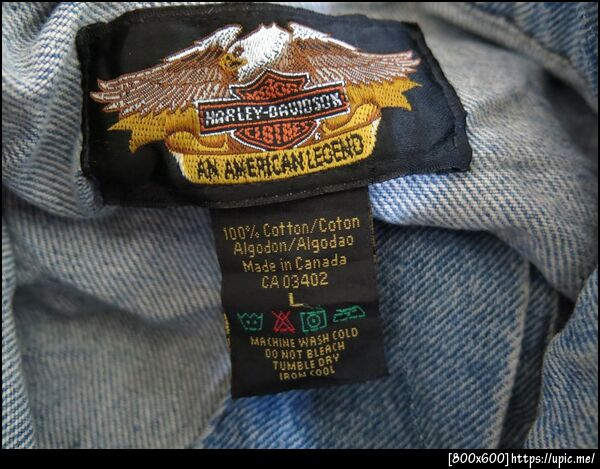 MOTOR
HARLEY-DAVIDSON
CLOTHES
AN AMERICAN LEGEND
100% Cotton/Coton
Algodon/Algodao
Made in Canada
CA 03402
L
MACHINE WASH COLD
DO NOT BLEACH
TUMBLE DRY
IRON COOL
[800x600]https://upic.me/